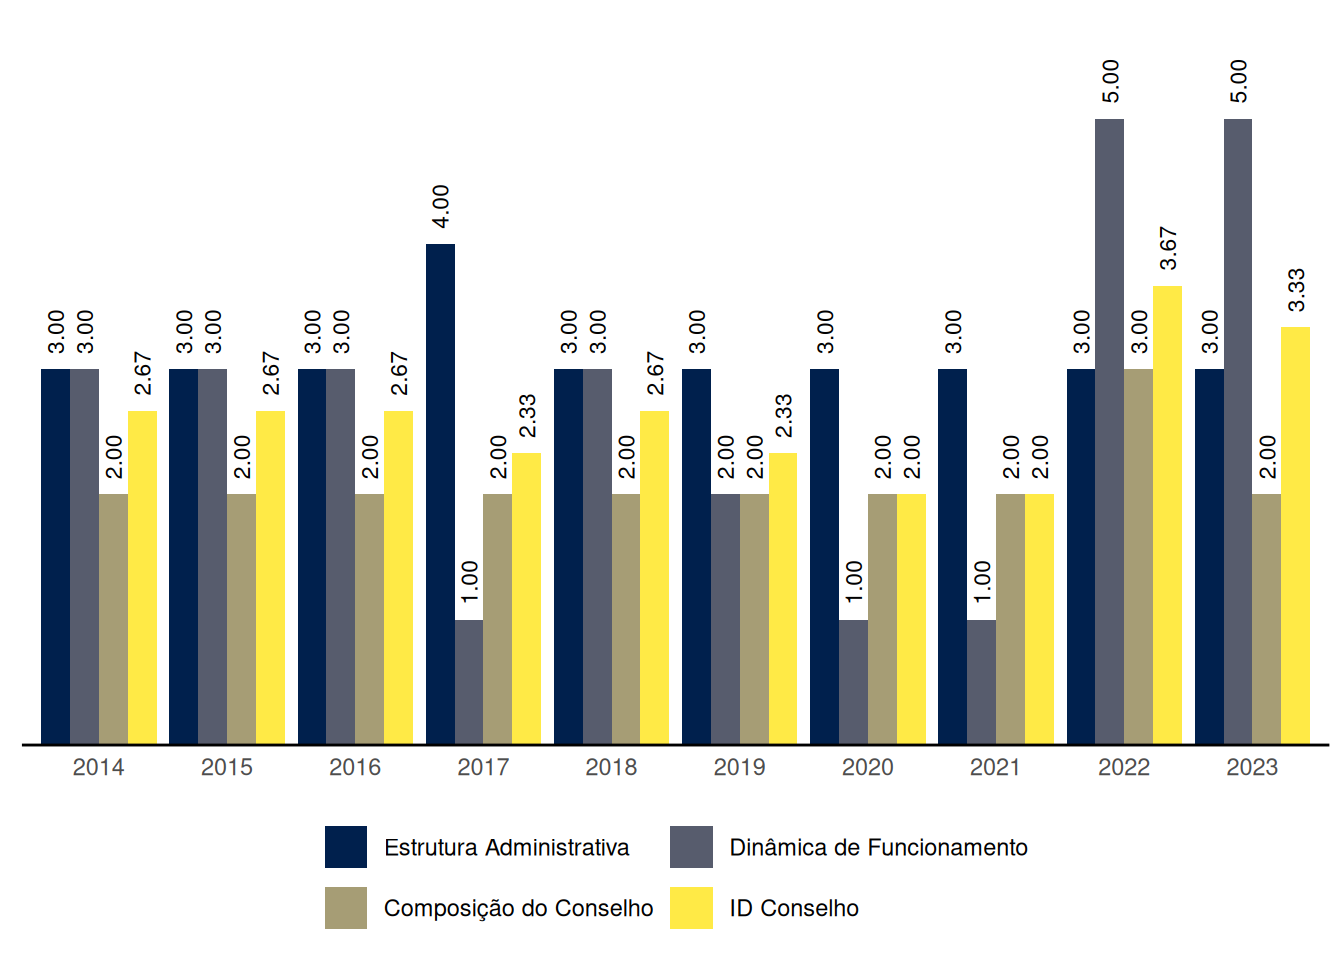 3.00 3.00 2.00 2.67
3.00 3.00 2.00 2.67
3.00 3.00 2.00 2.67
4.00 1.00 2.00 2.33
3.00 3.00 2.00 2.67
3.00 2.00 2.00 2.33
3.00 1.00 2.00 2.00
3.00 1.00 2.00 2.00
3.00 5.00 3.00 3.67
3.00 5.00 2.00 3.33
2014 2015 2016 2017 2018 2019 2020 2021 2022 2023
Estrutura Administrativa Dinâmica de Funcionamento
Composição do Conselho ID Conselho